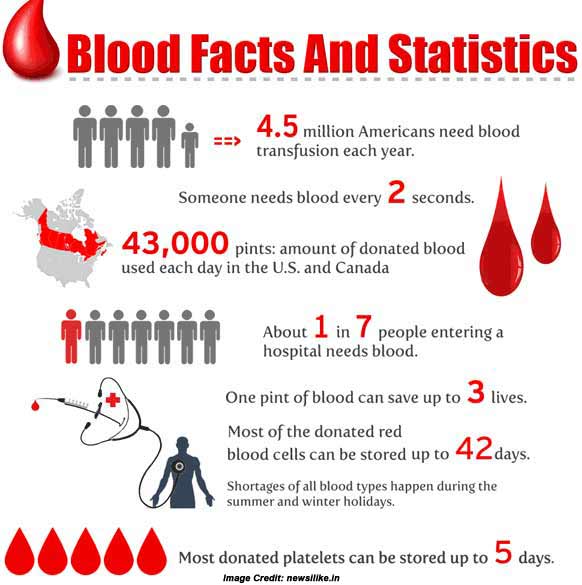 Blood Facts And Statistics
==> 4.5 million Americans need blood
transfusion each year.
Someone needs blood every 2 seconds.
43,000 pints: amount of donated blood
used each day in the U.S. and Canada
About 1 in 7 people entering a
hospital needs blood.
One pint of blood can save up to 3 lives.
Most of the donated red
blood cells can be stored up to 42 days.
Shortages of all blood types happen during the
summer and winter holidays.
Most donated platelets can be stored up to 5 days.
Image Credit: newsilike.in